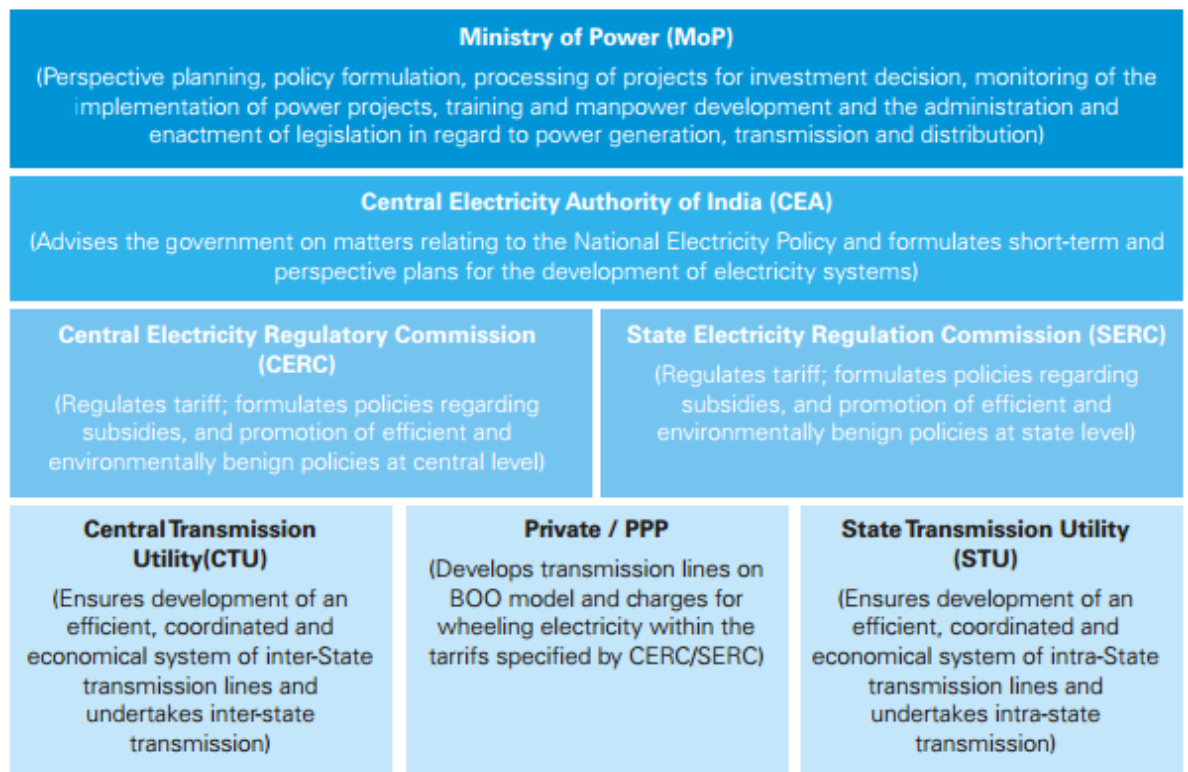 Ministry of Power (MoP)
(Perspective planning, policy formulation, processing of projects for investment decision, monitoring of the
implementation of power projects, training and manpower development and the administration and
enactment of legislation in regard to power generation, transmission and distribution)
Central Electricity Authority of India (CEA)
(Advises the government on matters relating to the National Electricity Policy and formulates short-term and
perspective plans for the development of electricity systems)
Central Electricity Regulatory Commission
(CERC)
(Regulates tariff; formulates policies regarding
subsidies, and promotion of efficient and
environmentally benign policies at central level)
State Electricity Regulation Commission (SERC)
(Regulates tariff; formulates policies regarding
subsidies, and promotion of efficient and
environmentally benign policies at state level)
Central Transmission
Utility(CTU)
(Ensures development of an
efficient, coordinated and
economical system of inter-State
transmission lines and
undertakes inter-state
transmission)
Private / PPP
(Develops transmission lines on
BOO model and charges for
wheeling electricity within the
tarrifs specified by CERC/SERC)
State Transmission Utility
(STU)
(Ensures development of an
efficient, coordinated and
economical system of intra-State
transmission lines and
undertakes intra-state
transmission)